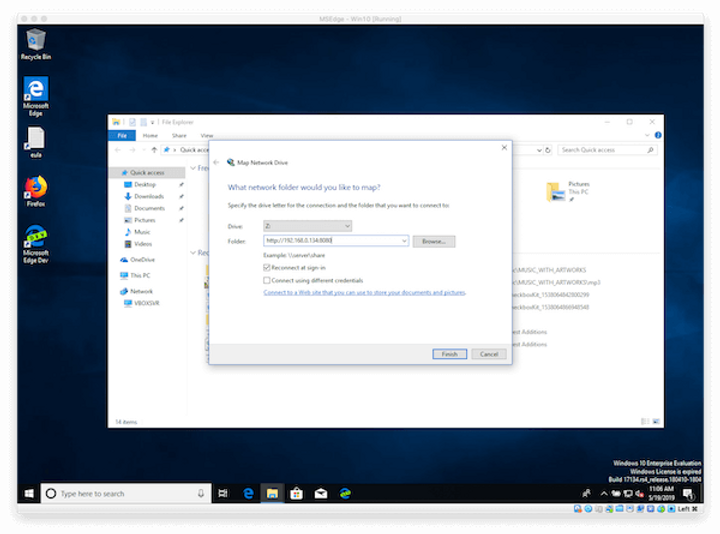 MSEdge - Win10 [Running]
Recycle Bin
Microsoft Edge
eula
Firefox
Microsoft Edge Dev
File Explorer
File Home Share View
Quick acce
Search Quick access
Quick access
Desktop
Downloads
Documents
Pictures
Music
Videos
OneDrive
This PC
Network
VBOXSVR
14 items
Pictures
This PC
Map Network Drive
What network folder would you like to map?
Specify the drive letter for the connection and the folder that you want to connect to:
Drive: Z:
Folder: http://192.168.0.134:8080 Browse...
Example: \\server\share
Reconnect at sign-in
Connect using different credentials
Connect to a Web site that you can use to store your documents and pictures.
Finish Cancel
\MUSIC_WITH_ARTWORKS
\MUSIC_WITH_ARTWORKS\mp3
est Additions
est Additions
Windows 10 Enterprise Evaluation
Windows License is expired
Build 17134.rs4_release.180410-1804
Type here to search
11:06 AM
5/19/2019
Left ⌘